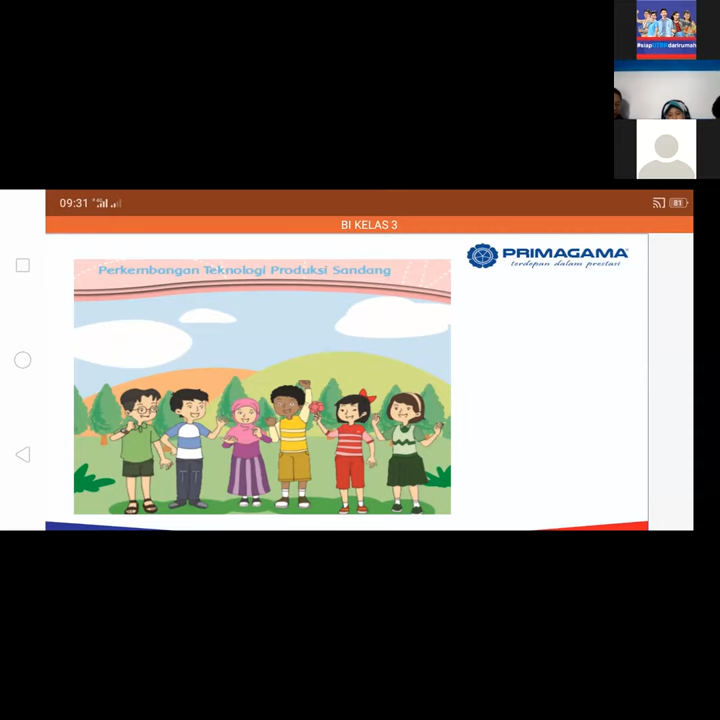 #siapUTBKdarirumah
09:31
81
BI KELAS 3
PRIMAGAMA
terdepan dalam prestasi
Perkembangan Teknologi Produksi Sandang